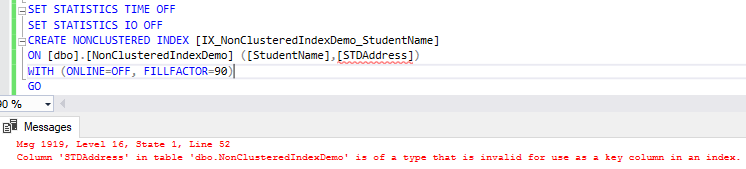 SET STATISTICS TIME OFF
SET STATISTICS IO OFF
CREATE NONCLUSTERED INDEX [IX_NonClusteredIndexDemo_StudentName]
ON [dbo].[NonClusteredIndexDemo] ([StudentName],[STDAddress])
WITH (ONLINE=OFF, FILLFACTOR=90)
GO
90 %
Messages
Msg 1919, Level 16, State 1, Line 52
Column 'STDAddress' in table 'dbo.NonClusteredIndexDemo' is of a type that is invalid for use as a key column in an index.